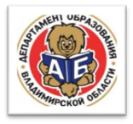 ДЕПАРТАМЕНТ ОБРАЗОВАНИЯ
АБ
ВЛАДИМИРСКОЙ ОБЛАСТИ